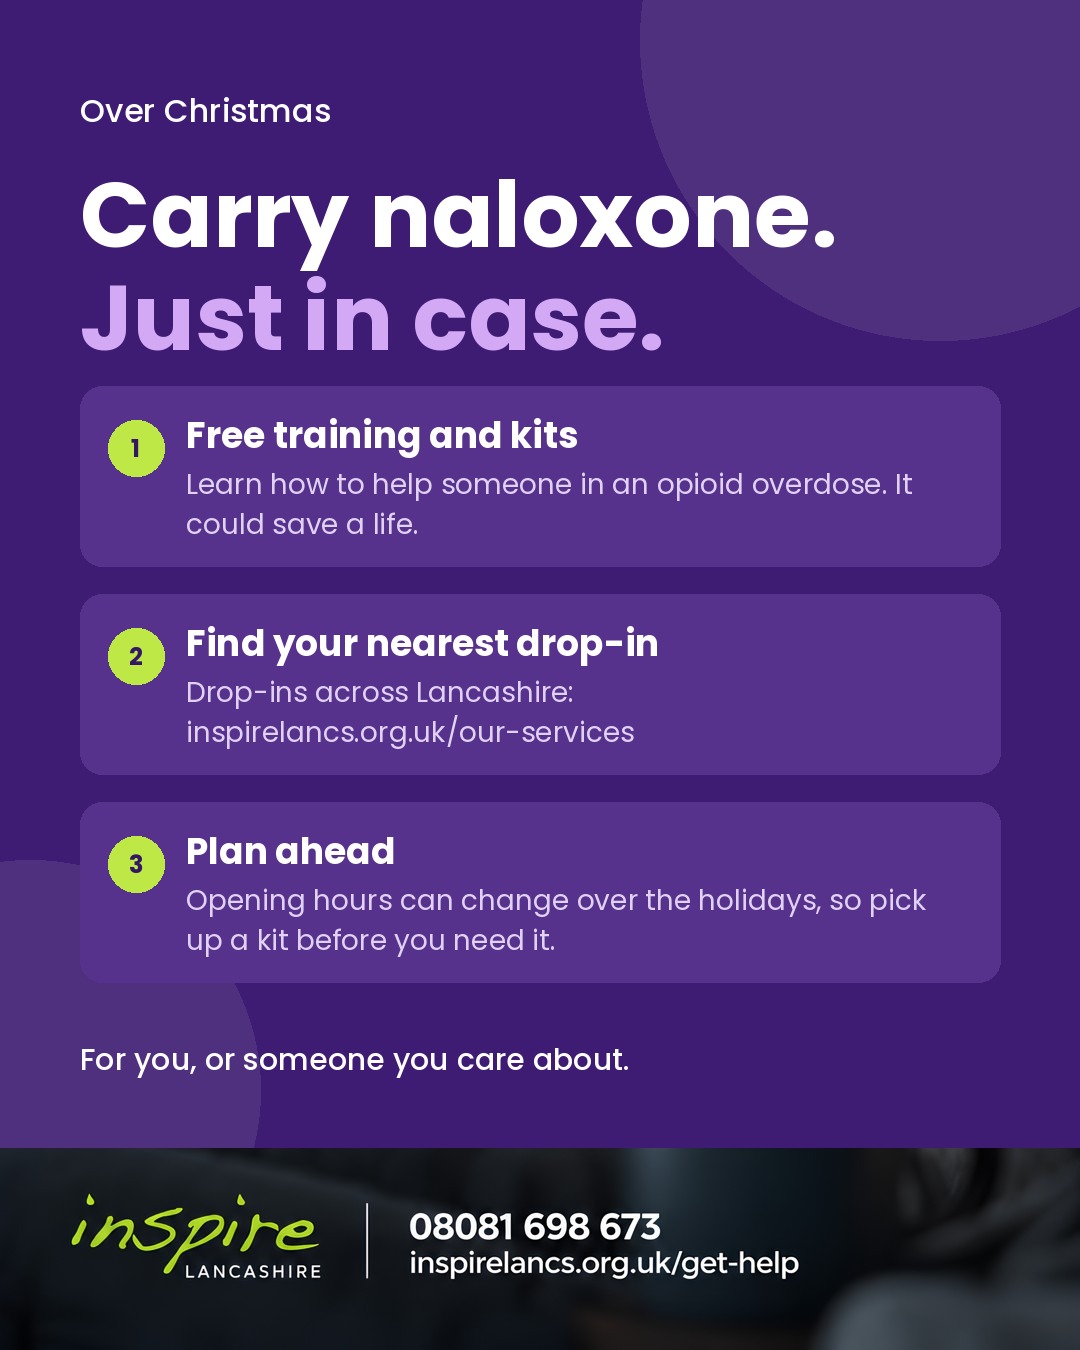 Over Christmas
Carry naloxone.
Just in case.
1
Free training and kits
Learn how to help someone in an opioid overdose. It
could save a life.
2
Find your nearest drop-in
Drop-ins across Lancashire:
inspirelancs.org.uk/our-services
3
Plan ahead
Opening hours can change over the holidays, so pick
up a kit before you need it.
For you, or someone you care about.
inspire
LANCASHIRE
08081 698 673
inspirelancs.org.uk/get-help